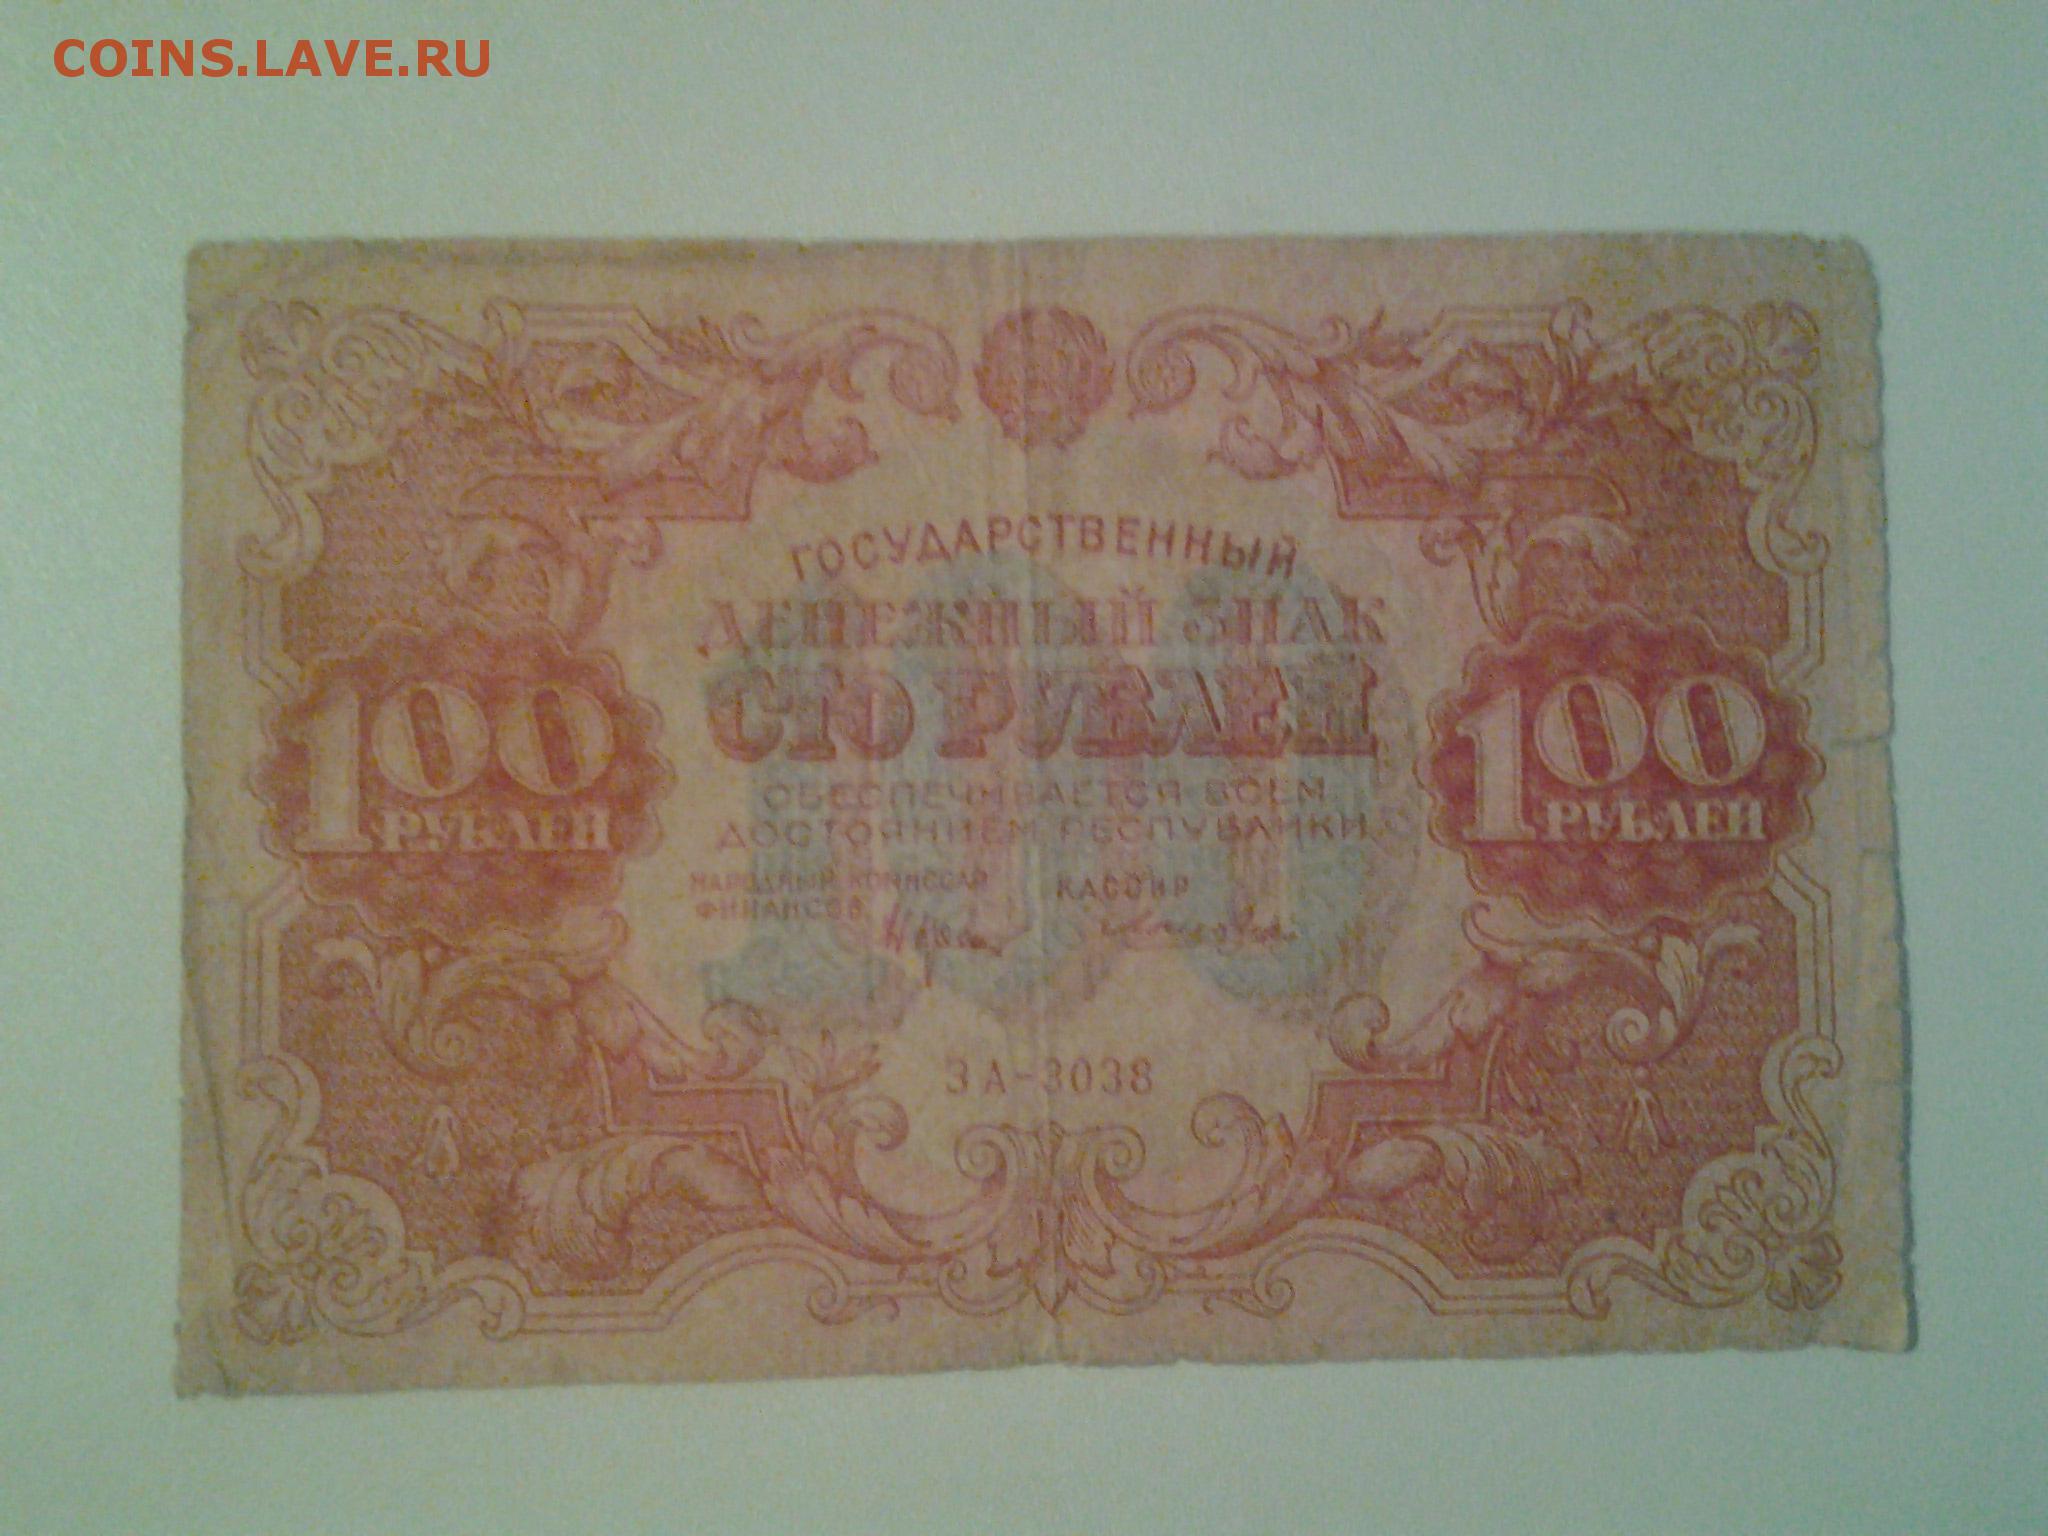 COINS.LAVE.RU
ГОСУДАРСТВЕННЫЙ
ДЕНЕЖНЫЙ ЗНАК
СТО РУБЛЕЙ
100
РУБЛЕЙ
100
РУБЛЕЙ
ОБЕСПЕЧИВАЕТСЯ ВСЕМ
ДОСТОЯНИЕМ РЕСПУБЛИКИ
НАРОДНЫЙ КОМИССАР
ФИНАНСОВ
КАССИР
ЗА-3038